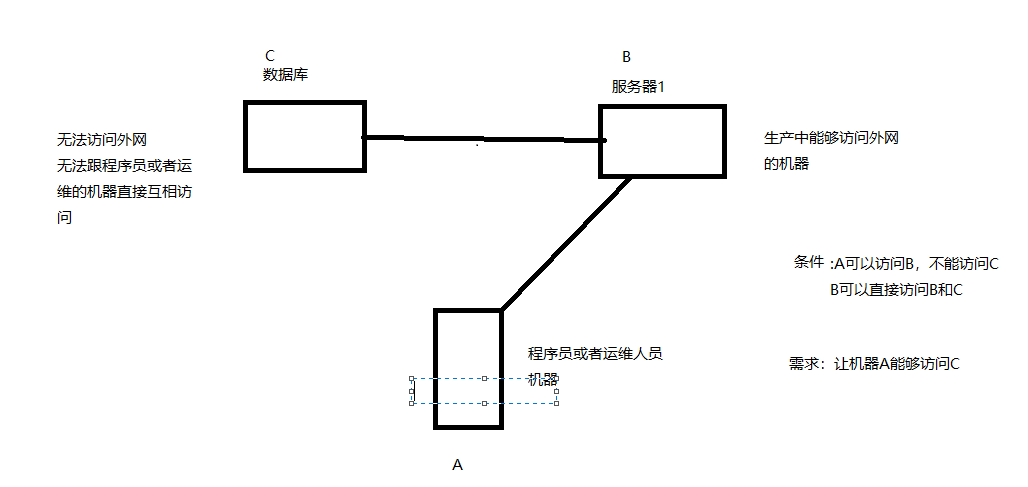 C
数据库
B
服务器1
无法访问外网
无法跟程序员或者运
维的机器直接互相访
问
生产中能够访问外网
的机器
条件 :A可以访问B，不能访问C
B可以直接访问B和C
程序员或者运维人员
机器
需求：让机器A能够访问C
A